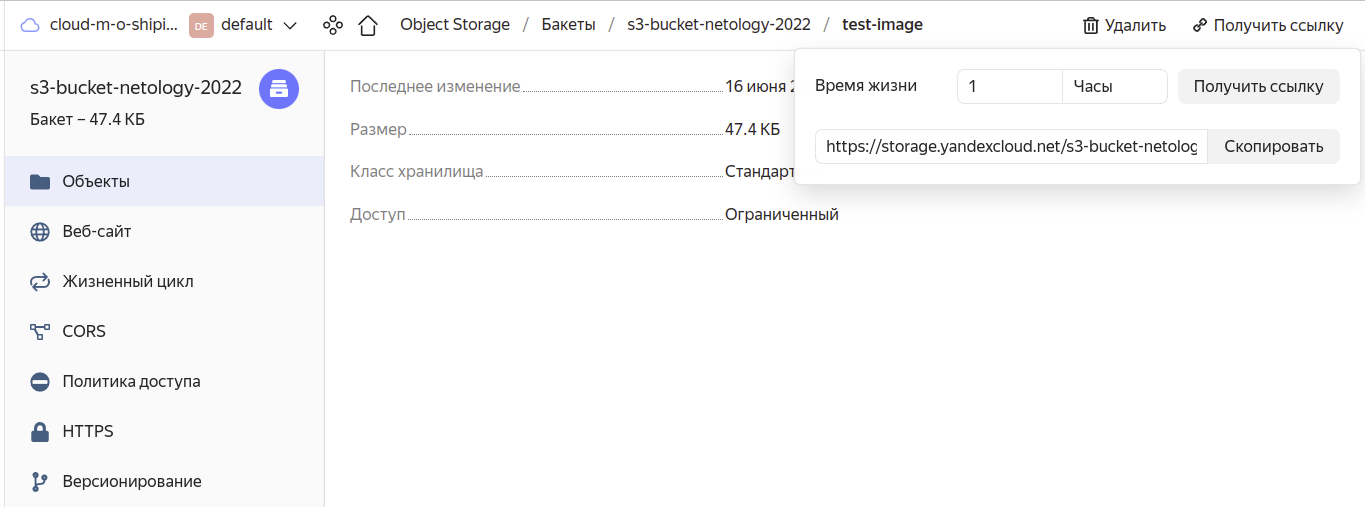 cloud-m-o-shipi... DE default Object Storage / Бакеты / s3-bucket-netology-2022 / test-image Удалить Получить ссылку
s3-bucket-netology-2022
Бакет – 47.4 КБ
Объекты
Веб-сайт
Жизненный цикл
CORS
Политика доступа
HTTPS
Версионирование
Последнее изменение 16 июня
Размер 47.4 КБ
Класс хранилища Стандарт
Доступ Ограниченный
Время жизни 1 Часы Получить ссылку
https://storage.yandexcloud.net/s3-bucket-netolog Скопировать